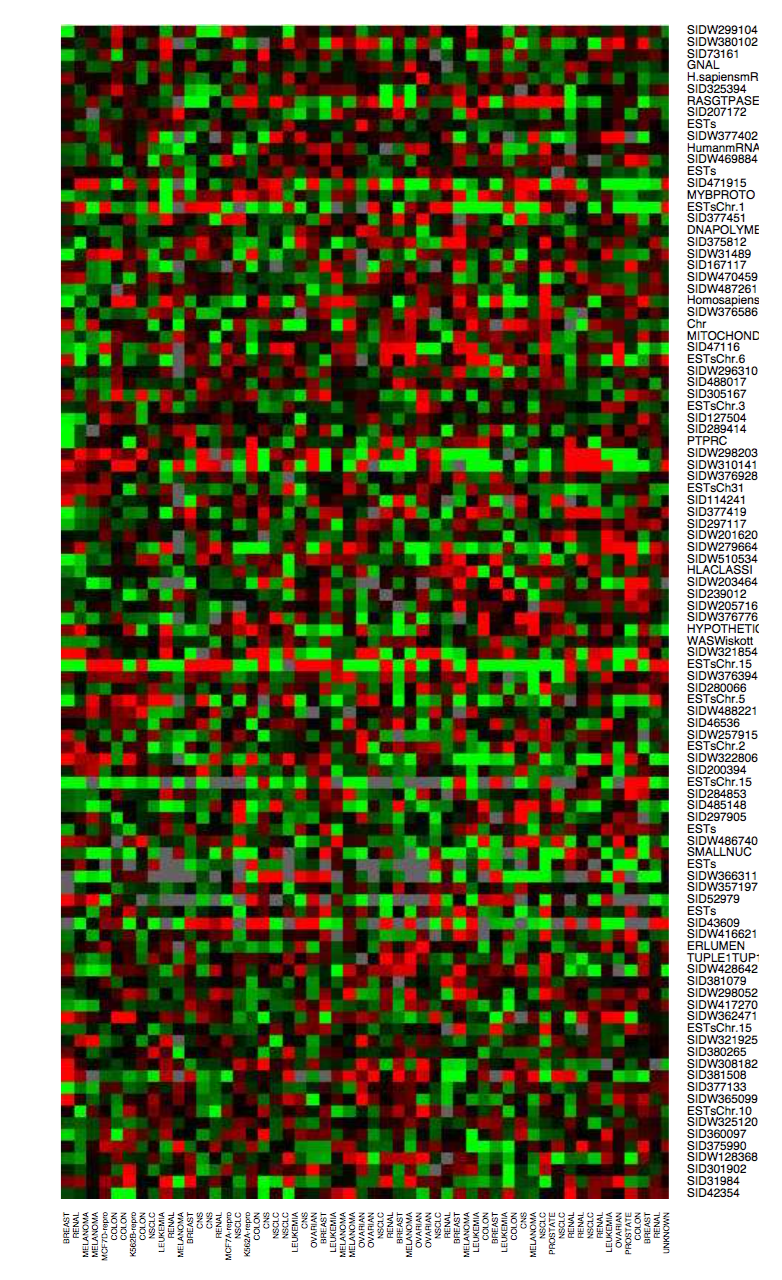 SIDW299104
SIDW380102
SID73161
GNAL
H.sapiensmR
SID325394
RASGTPASE
SID207172
ESTs
SIDW377402
HumanmRNA
SIDW469884
ESTs
SID471915
MYBPROTO
ESTsChr.1
SID377451
DNAPOLYME
SID375812
SIDW31489
SID167117
SIDW470459
SIDW487261
Homosapiens
SIDW376586
Chr
MITOCHOND
SID47116
ESTsChr.6
SIDW296310
SID488017
SID305167
ESTsChr.3
SID127504
SID289414
PTPRC
SIDW298203
SIDW310141
SIDW376928
ESTsCh31
SID114241
SID377419
SID297117
SIDW201620
SIDW279664
SIDW510534
HLACLASSI
SIDW203464
SID239012
SIDW205716
SIDW376776
HYPOTHETIC
WASWiskott
SIDW321854
ESTsChr.15
SIDW376394
SID280066
ESTsChr.5
SIDW488221
SID46536
SIDW257915
ESTsChr.2
SIDW322806
SID200394
ESTsChr.15
SID284853
SID485148
SID297905
ESTs
SIDW486740
SMALLNUC
ESTs
SIDW366311
SIDW357197
SID52979
ESTs
SID43609
SIDW416621
ERLUMEN
TUPLE1TUP1
SIDW428642
SID381079
SIDW298052
SIDW417270
SIDW362471
ESTsChr.15
SIDW321925
SID380265
SIDW308182
SID381508
SID377133
SIDW365099
ESTsChr.10
SIDW325120
SID360097
SID375990
SIDW128368
SID301902
SID31984
SID42354
BREAST
RENAL
MELANOMA
MELANOMA
MCF7D-repro
COLON
COLON
K562B-repro
COLON
NSCLC
LEUKEMIA
RENAL
MELANOMA
BREAST
CNS
CNS
RENAL
MCF7A-repro
NSCLC
K562A-repro
COLON
CNS
NSCLC
NSCLC
LEUKEMIA
CNS
OVARIAN
BREAST
LEUKEMIA
MELANOMA
MELANOMA
OVARIAN
OVARIAN
NSCLC
RENAL
BREAST
MELANOMA
OVARIAN
OVARIAN
NSCLC
RENAL
BREAST
MELANOMA
LEUKEMIA
COLON
BREAST
LEUKEMIA
COLON
CNS
MELANOMA
NSCLC
PROSTATE
NSCLC
RENAL
RENAL
NSCLC
RENAL
LEUKEMIA
OVARIAN
PROSTATE
COLON
BREAST
RENAL
UNKNOWN